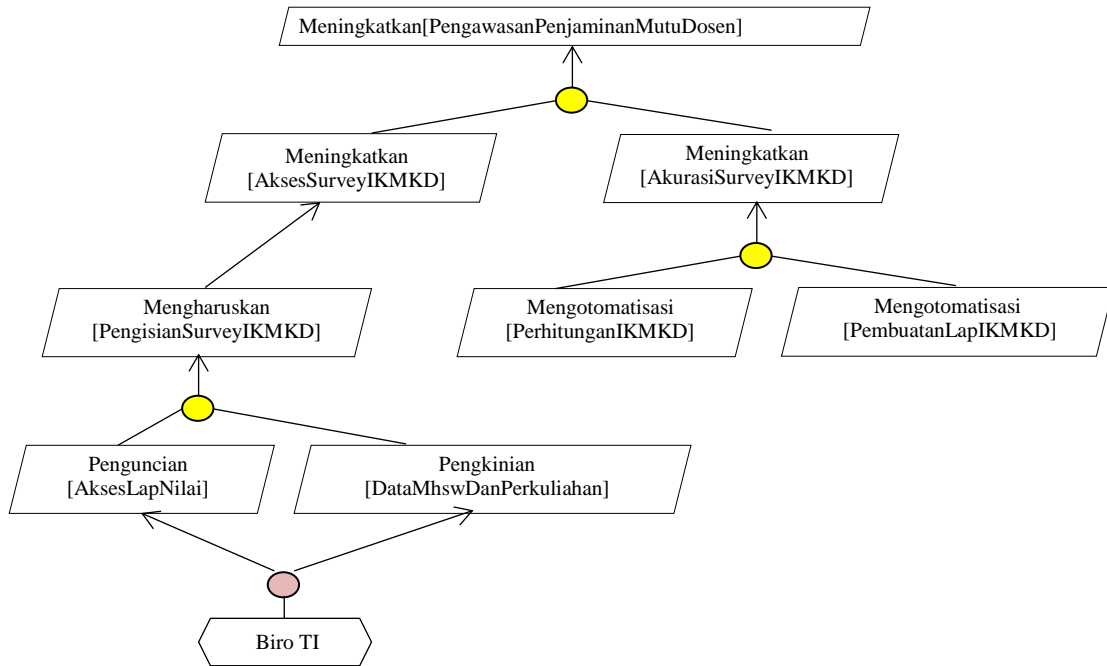 Meningkatkan[PengawasanPenjaminanMutuDosen]
Meningkatkan
[AksesSurveyIKMKD]
Meningkatkan
[AkurasiSurveyIKMKD]
Mengharuskan
[PengisianSurveyIKMKD]
Mengotomatisasi
[PerhitunganIKMKD]
Mengotomatisasi
[PembuatanLapIKMKD]
Penguncian
[AksesLapNilai]
Pengkinian
[DataMhswDanPerkuliahan]
Biro TI